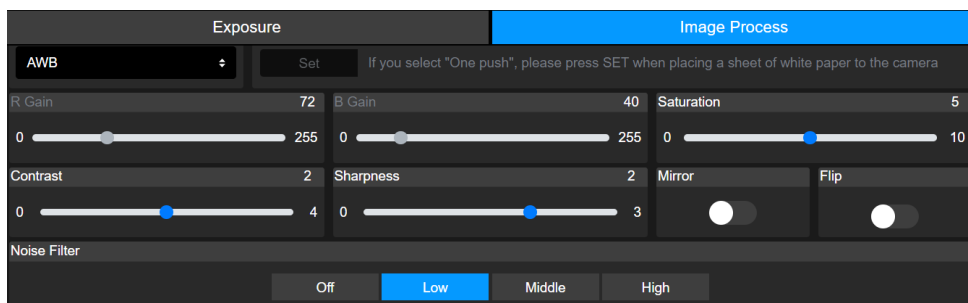 Exposure Image Process
AWB Set If you select "One push", please press SET when placing a sheet of white paper to the camera
R Gain 72 B Gain 40 Saturation 5
0 255 0 255 0 10
Contrast 2 Sharpness 2 Mirror Flip
0 4 0 3
Noise Filter
Off Low Middle High